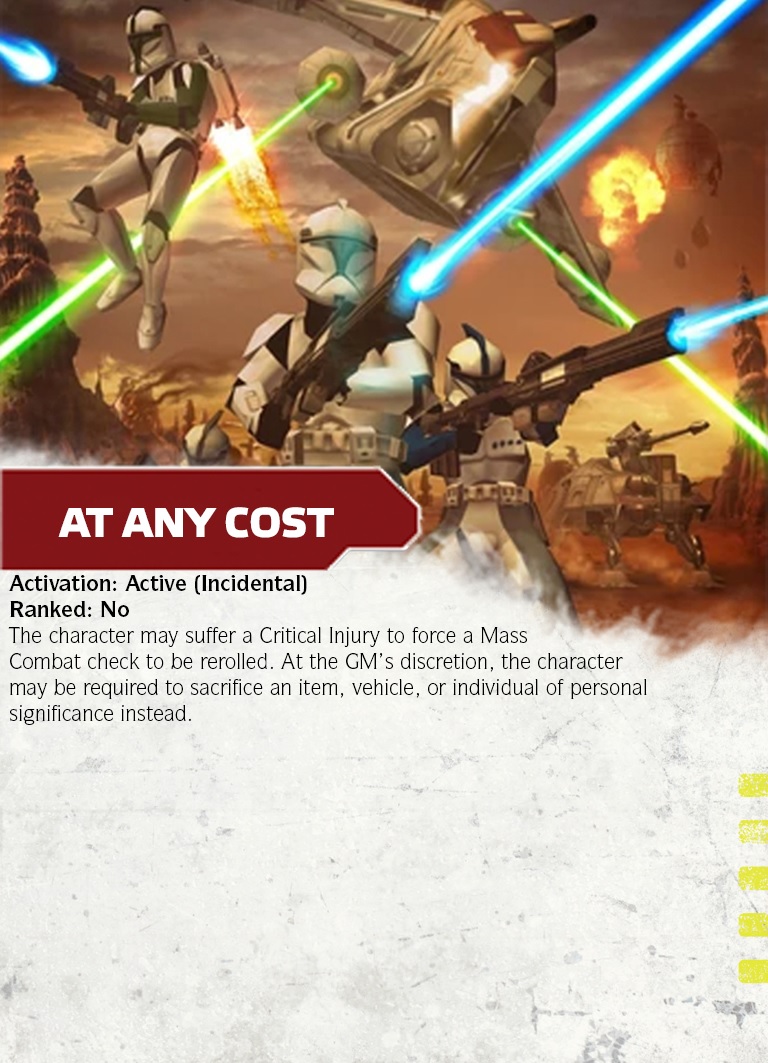 AT ANY COST
Activation: Active (Incidental)
Ranked: No
The character may suffer a Critical Injury to force a Mass
Combat check to be rerolled. At the GM’s discretion, the character
may be required to sacrifice an item, vehicle, or individual of personal
significance instead.